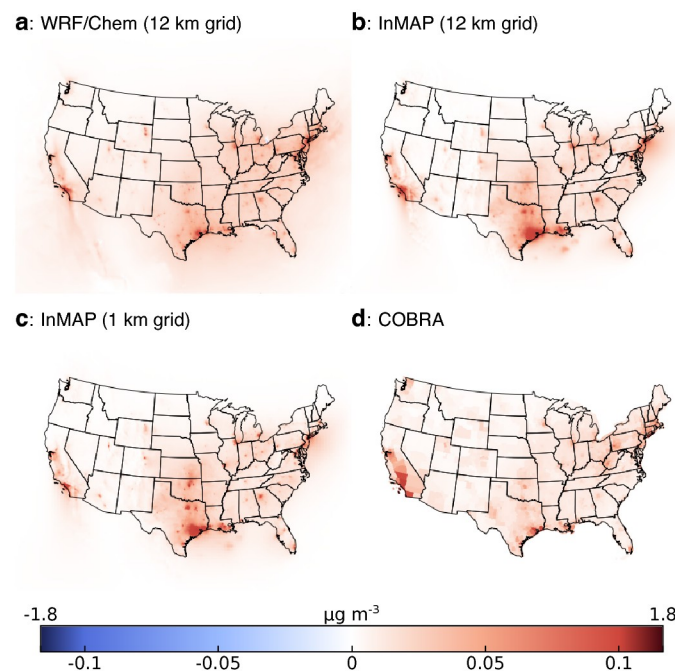 a: WRF/Chem (12 km grid)
b: InMAP (12 km grid)
c: InMAP (1 km grid)
d: COBRA
-1.8 μg m⁻³ 1.8
-0.1 -0.05 0 0.05 0.1